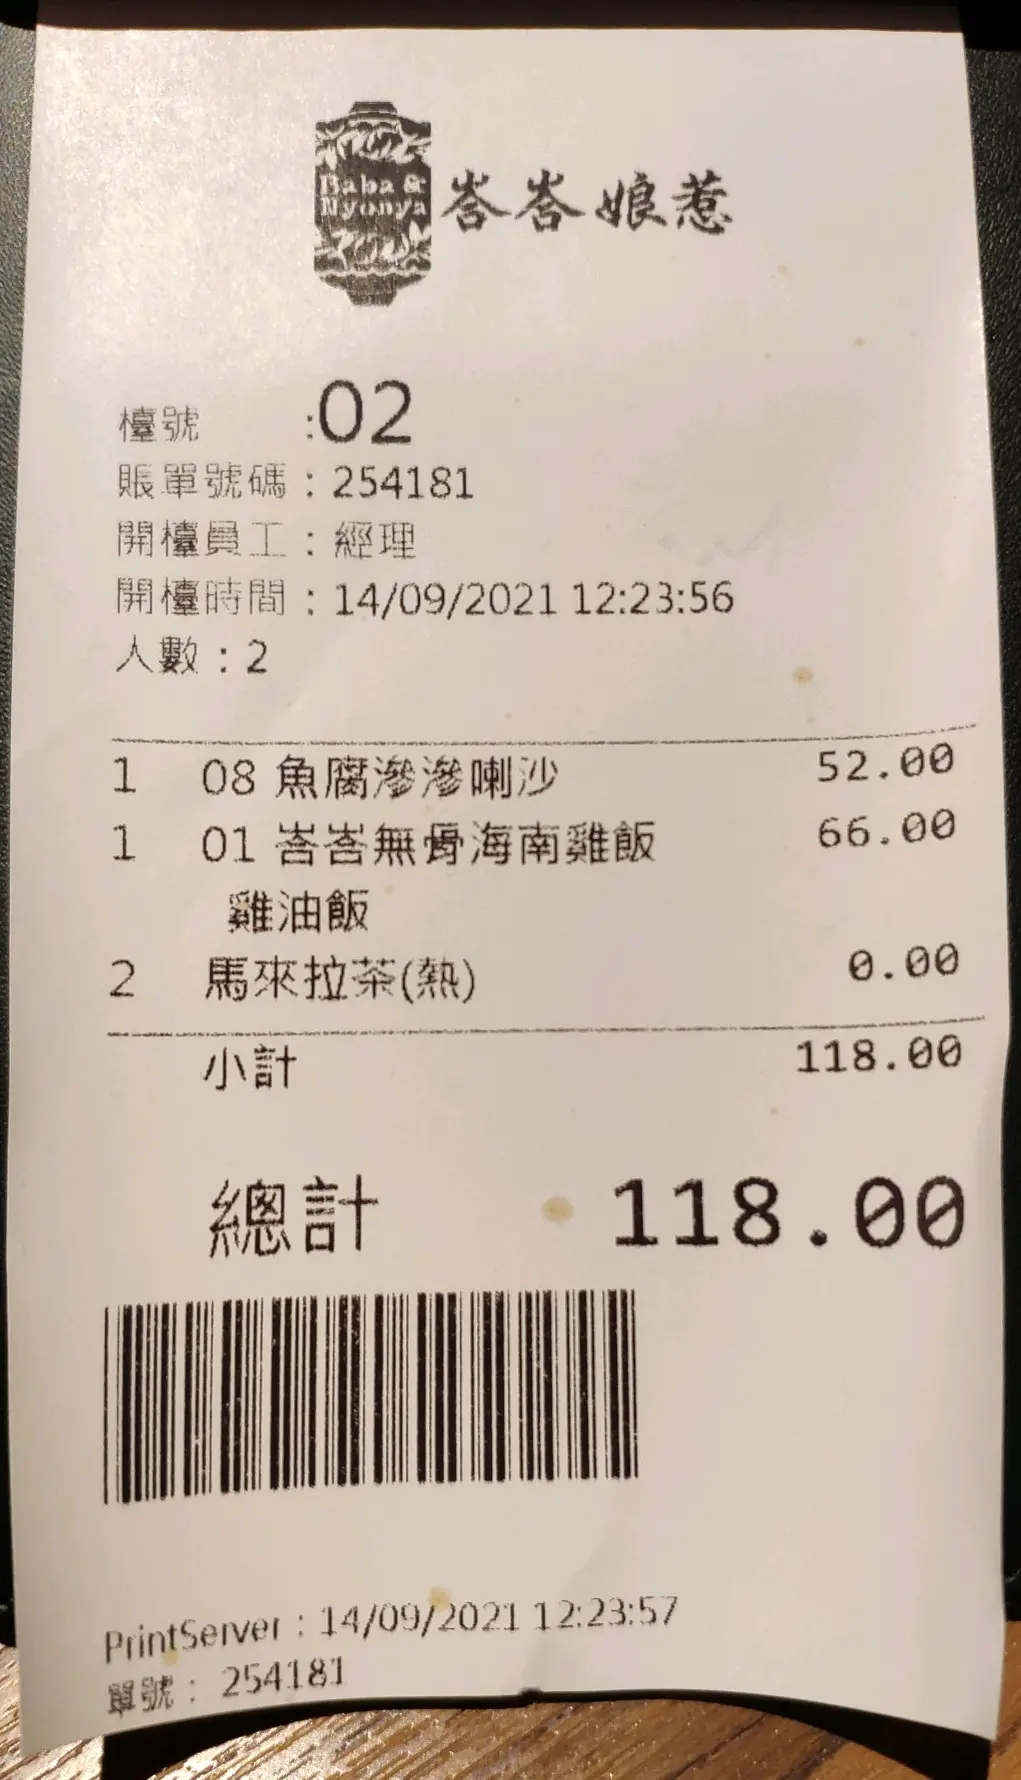 Baba &
Nyonya
峇峇娘惹
檯號 :02
賬單號碼 : 254181
開檯員工 : 經理
開檯時間 : 14/09/2021 12:23:56
人數 : 2
1 08 魚腐滲滲喇沙 52.00
1 01 峇峇無骨海南雞飯 66.00
雞油飯
2 馬來拉茶(熱) 0.00
小計 118.00
總計 118.00
PrintServer : 14/09/2021 12:23:57
單號 : 254181